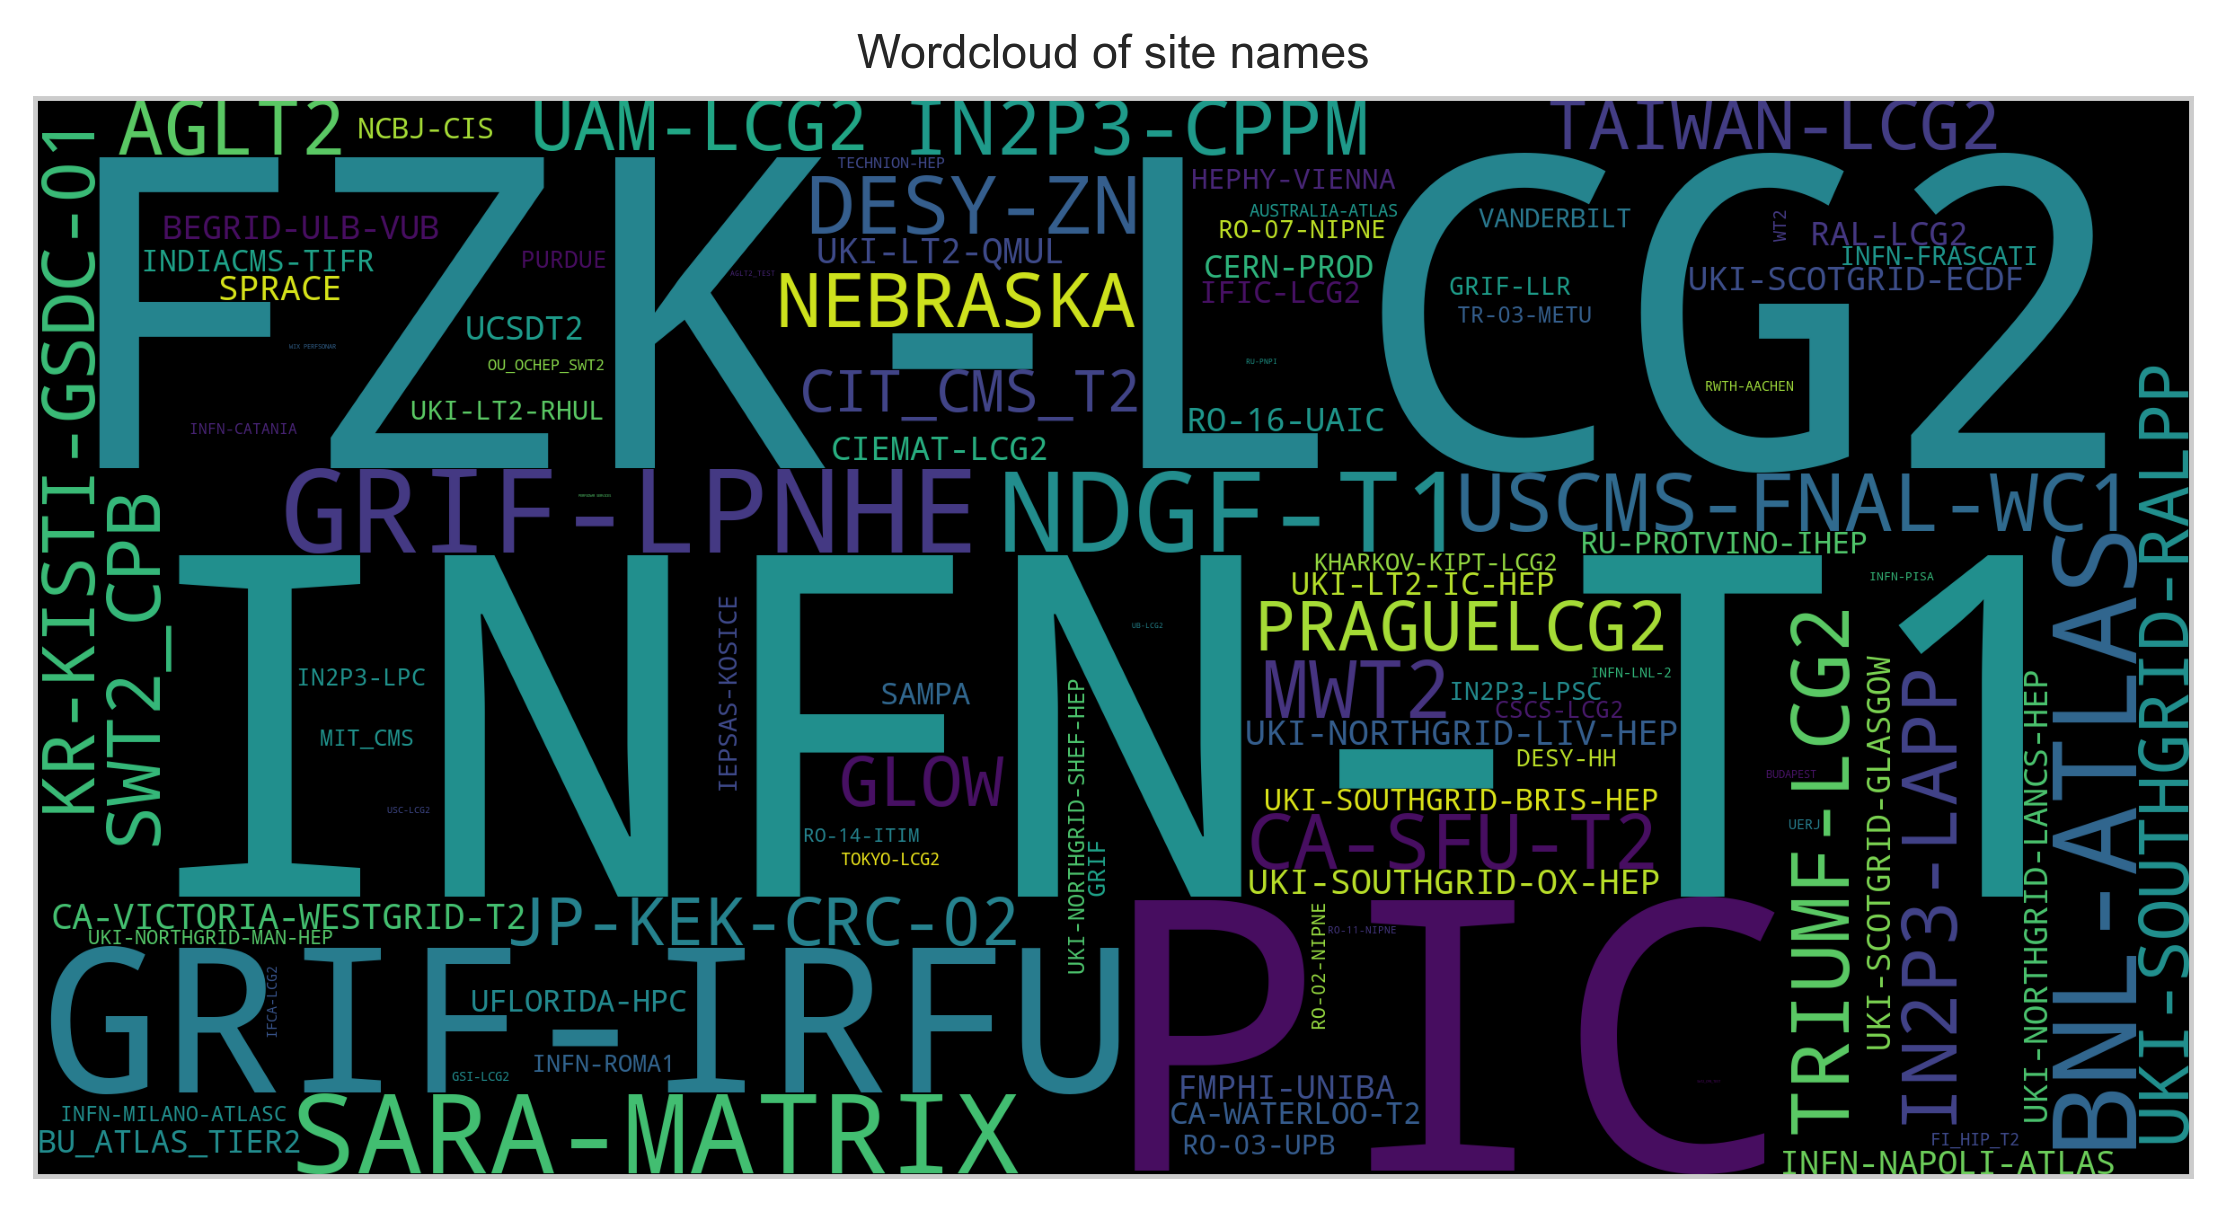 Wordcloud of site names
AGLT2
NCBJ-CIS
UAM-LCG2
IN2P3-CPPM
TAIWAN-LCG2
KR-KISTI-GSDC-01
FZK-LCG2
TECHNION-HEP
DESY-ZN
HEPHY-VIENNA
AUSTRALIA-ATLAS
RO-07-NIPNE
VANDERBILT
WT2
RAL-LCG2
INFN-FRASCATI
BEGRID-ULB-VUB
INDIACMS-TIFR
SPRACE
PURDUE
AGLT2_TEST
UKI-LT2-QMUL
NEBRASKA
CERN-PROD
IFIC-LCG2
GRIF-LLR
TR-03-METU
UKI-SCOTGRID-ECDF
UCSDT2
WIX PERFSONAR
OU_OCHEP_SWT2
UKI-LT2-RHUL
INFN-CATANIA
CIT_CMS_T2
CIEMAT-LCG2
RU-PNPI
RO-16-UAIC
RWTH-AACHEN
UKI-SOUTHGRID-RALPP
SWT2_CPB
GRIF-LPNHE
NDGF-T1
USCMS-FNAL-WC1
RU-PROTVINO-IHEP
INFN-T1
KHARKOV-KIPT-LCG2
UKI-LT2-IC-HEP
INFN-PISA
PRAGUELCG2
UB-LCG2
IEPSAS-KOSICE
IN2P3-LPC
MIT_CMS
USC-LCG2
SAMPA
GLOW
RO-14-ITIM
TOKYO-LCG2
UKI-NORTHGRID-SHEF-HEP
GRIF
MWT2
INFN-LNL-2
IN2P3-LPSC
CSCS-LCG2
UKI-NORTHGRID-LIV-HEP
DESY-HH
BUDAPEST
UKI-SOUTHGRID-BRIS-HEP
CA-SFU-T2
UERJ
UKI-SOUTHGRID-OX-HEP
TRIUMF-LCG2
UKI-SCOTGRID-GLASGOW
IN2P3-LAPP
UKI-NORTHGRID-LANCS-HEP
BNL-ATLAS
CA-VICTORIA-WESTGRID-T2
UKI-NORTHGRID-MAN-HEP
JP-KEK-CRC-02
GRIF-IRFU
IFCA-LCG2
UFLORIDA-HPC
INFN-ROMA1
GSI-LCG2
PIC
RO-02-NIPNE
RO-11-NIPNE
FMPHI-UNIBA
CA-WATERLOO-T2
RO-03-UPB
INFN-MILANO-ATLASC
BU_ATLAS_TIER2
SARA-MATRIX
FI_HIP_T2
INFN-NAPOLI-ATLAS